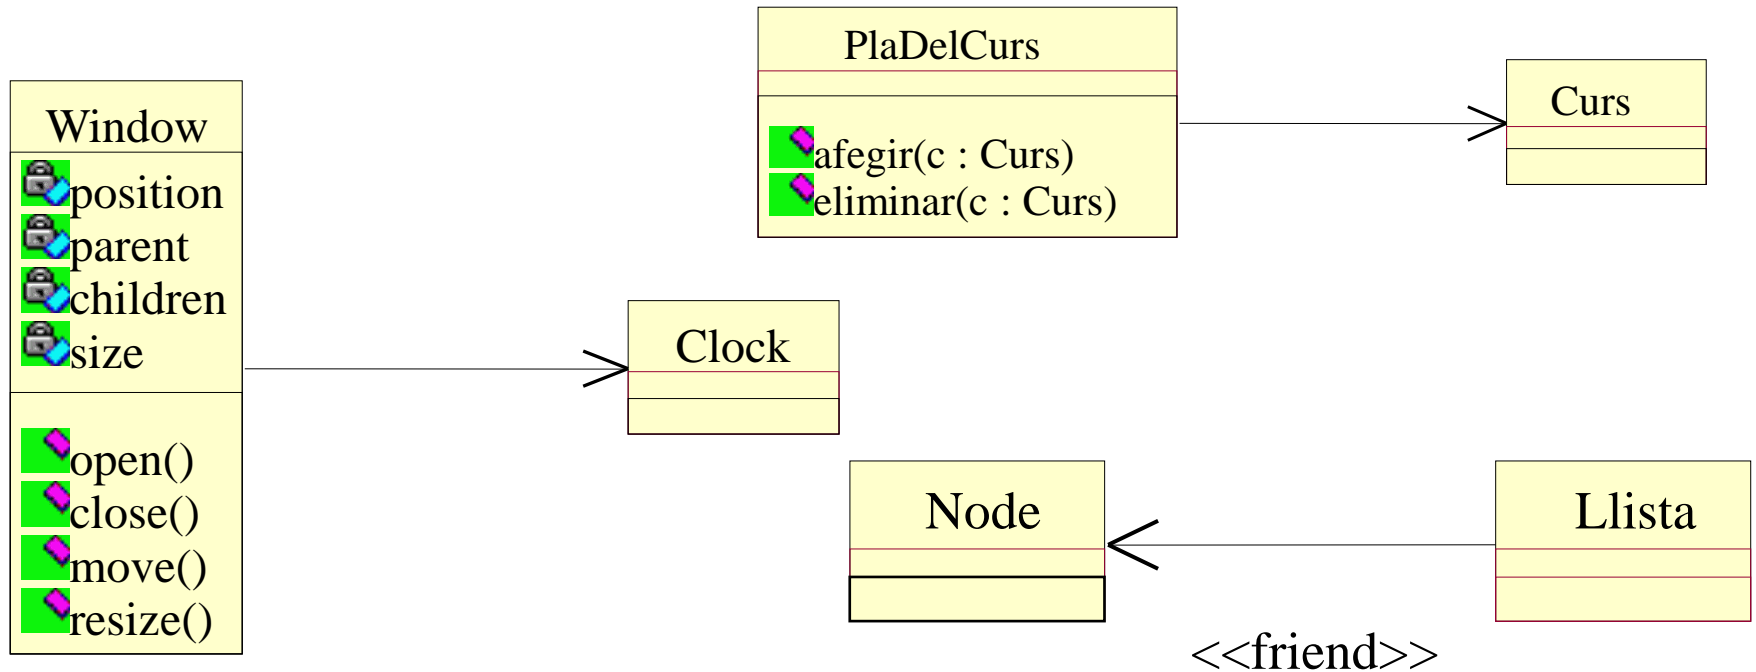 Window
position
parent
children
size
open()
close()
move()
resize()
PlaDelCurs
afegir(c : Curs)
eliminar(c : Curs)
Curs
Clock
Node
Llista
<<friend>>